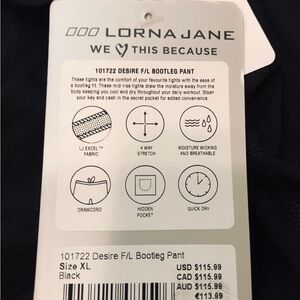 LORNA JANE
WE ♡ THIS BECAUSE
101722 DESIRE F/L BOOTLEG PANT
These tights are the comfort of your favourite tights with the ease of
a bootleg fit. These mid-rise tights draw the moisture away from the
body keeping you cool and dry throughout your daily workout. Stash
your key and cash in the secret pocket for added convenience.
LJ EXCEL™
FABRIC
4 WAY
STRETCH
MOISTURE WICKING
AND BREATHABLE
DRAWCORD
HIDDEN
POCKET
QUICK DRY
101722 Desire F/L Bootleg Pant
Size XL
Black
USD $115.99
CAD $115.99
AUD $115.99
€113.99